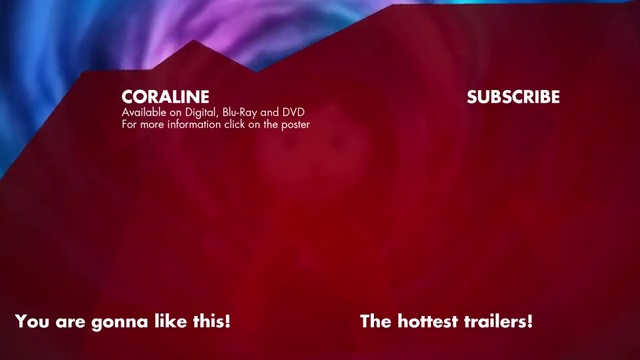 CORALINE
Available on Digital, Blu-Ray and DVD
For more information click on the poster
SUBSCRIBE
You are gonna like this!
The hottest trailers!